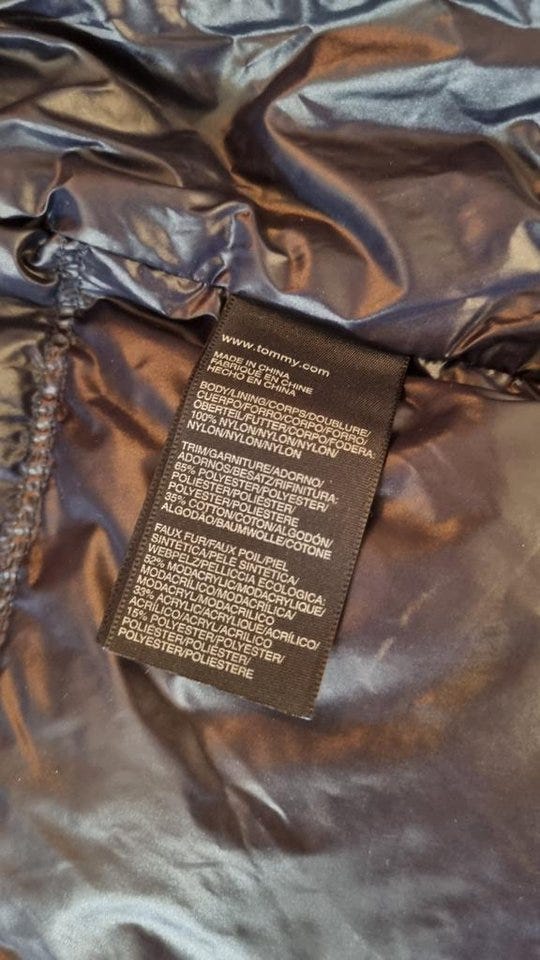 www.tommy.com
MADE IN CHINA
FABRIQUÉ EN CHINE
HECHO EN CHINA
BODY/LINING/CORPS/DOUBLURE/
CUERPO/FORRO/CORPO/FORRO/
OBERTEIL/FUTTER/CORPO/FODERA:
100% NYLON/NYLON/NYLON/
NYLON/NYLON/NYLON
TRIM/GARNITURE/ADORNO/
ADORNOS/BESATZ/RIFINITURA:
65% POLYESTER/POLYESTER/
POLIÉSTER/POLIÉSTER/
POLYESTER/POLIESTERE
35% COTTON/COTON/ALGODÓN/
ALGODÃO/BAUMWOLLE/COTONE
FAUX FUR/FAUX POIL/PIEL
SINTÉTICA/PELE SINTÉTICA/
WEBPELZ/PELLICCIA ECOLOGICA:
52% MODACRYLIC/MODACRYLIQUE/
MODACRÍLICO/MODACRÍLICA/
MODACRYL/MODACRILICO
33% ACRYLIC/ACRYLIQUE/ACRÍLICO/
ACRÍLICO/ACRYL/ACRILICO
15% POLYESTER/POLYESTER/
POLIÉSTER/POLIÉSTER/
POLYESTER/POLIESTERE